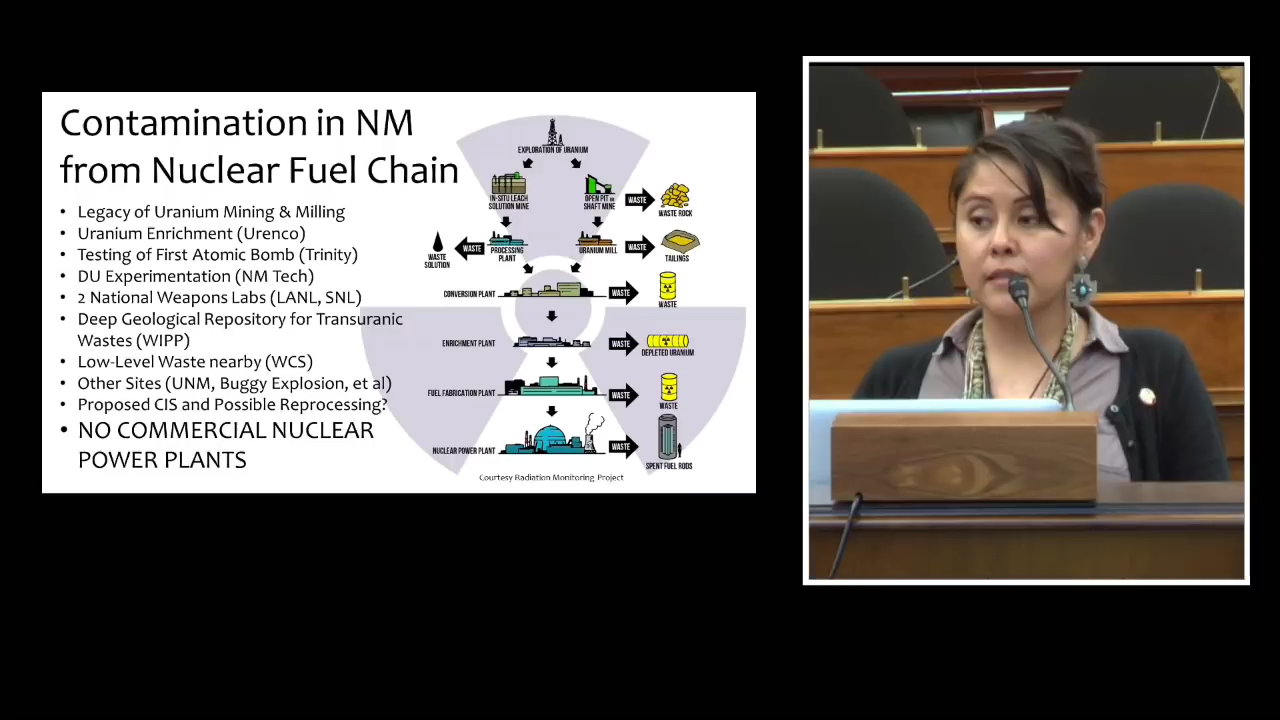 Contamination in NM
from Nuclear Fuel Chain
• Legacy of Uranium Mining & Milling
• Uranium Enrichment (Urenco)
• Testing of First Atomic Bomb (Trinity)
• DU Experimentation (NM Tech)
• 2 National Weapons Labs (LANL, SNL)
• Deep Geological Repository for Transuranic
Wastes (WIPP)
• Low-Level Waste nearby (WCS)
• Other Sites (UNM, Buggy Explosion, et al)
• Proposed CIS and Possible Reprocessing?
• NO COMMERCIAL NUCLEAR
POWER PLANTS
EXPLORATION OF URANIUM
IN-SITU LEACH
SOLUTION MINE
OPEN PIT OR
SHAFT MINE
WASTE
WASTE ROCK
WASTE
SOLUTION
WASTE
PROCESSING
PLANT
URANIUM MILL
WASTE
TAILINGS
CONVERSION PLANT
WASTE
WASTE
ENRICHMENT PLANT
WASTE
DEPLETED URANIUM
FUEL FABRICATION PLANT
WASTE
WASTE
NUCLEAR POWER PLANT
WASTE
SPENT FUEL RODS
Courtesy Radiation Monitoring Project